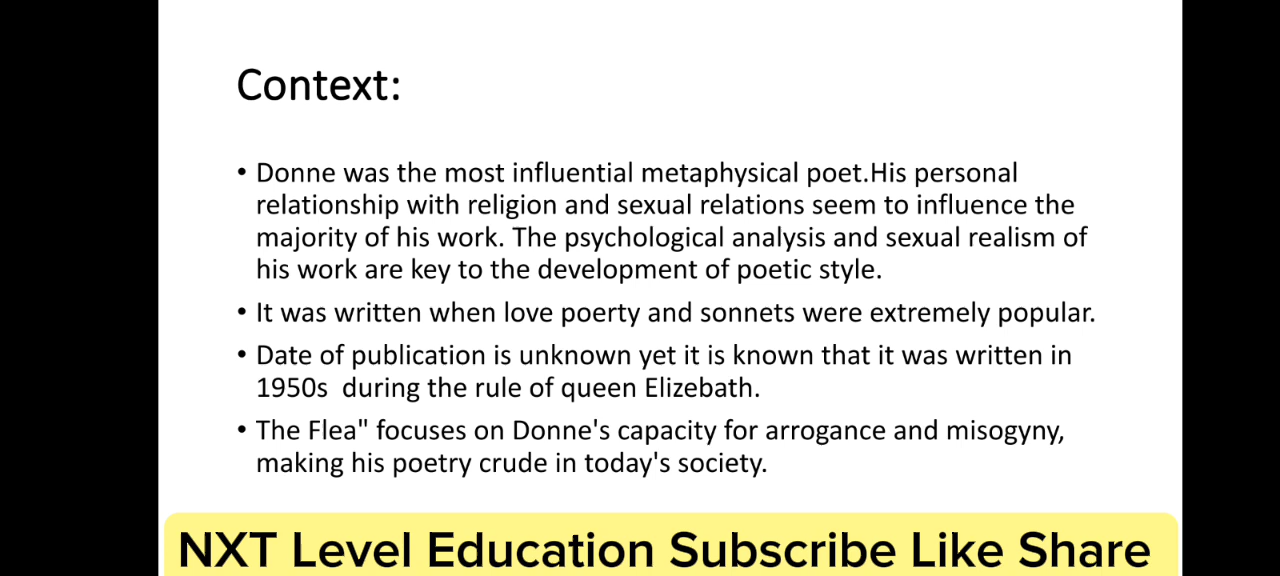 Context:
• Donne was the most influential metaphysical poet.His personal
relationship with religion and sexual relations seem to influence the
majority of his work. The psychological analysis and sexual realism of
his work are key to the development of poetic style.
• It was written when love poerty and sonnets were extremely popular.
• Date of publication is unknown yet it is known that it was written in
1950s  during the rule of queen Elizebath.
• The Flea" focuses on Donne's capacity for arrogance and misogyny,
making his poetry crude in today's society.
NXT Level Education Subscribe Like Share